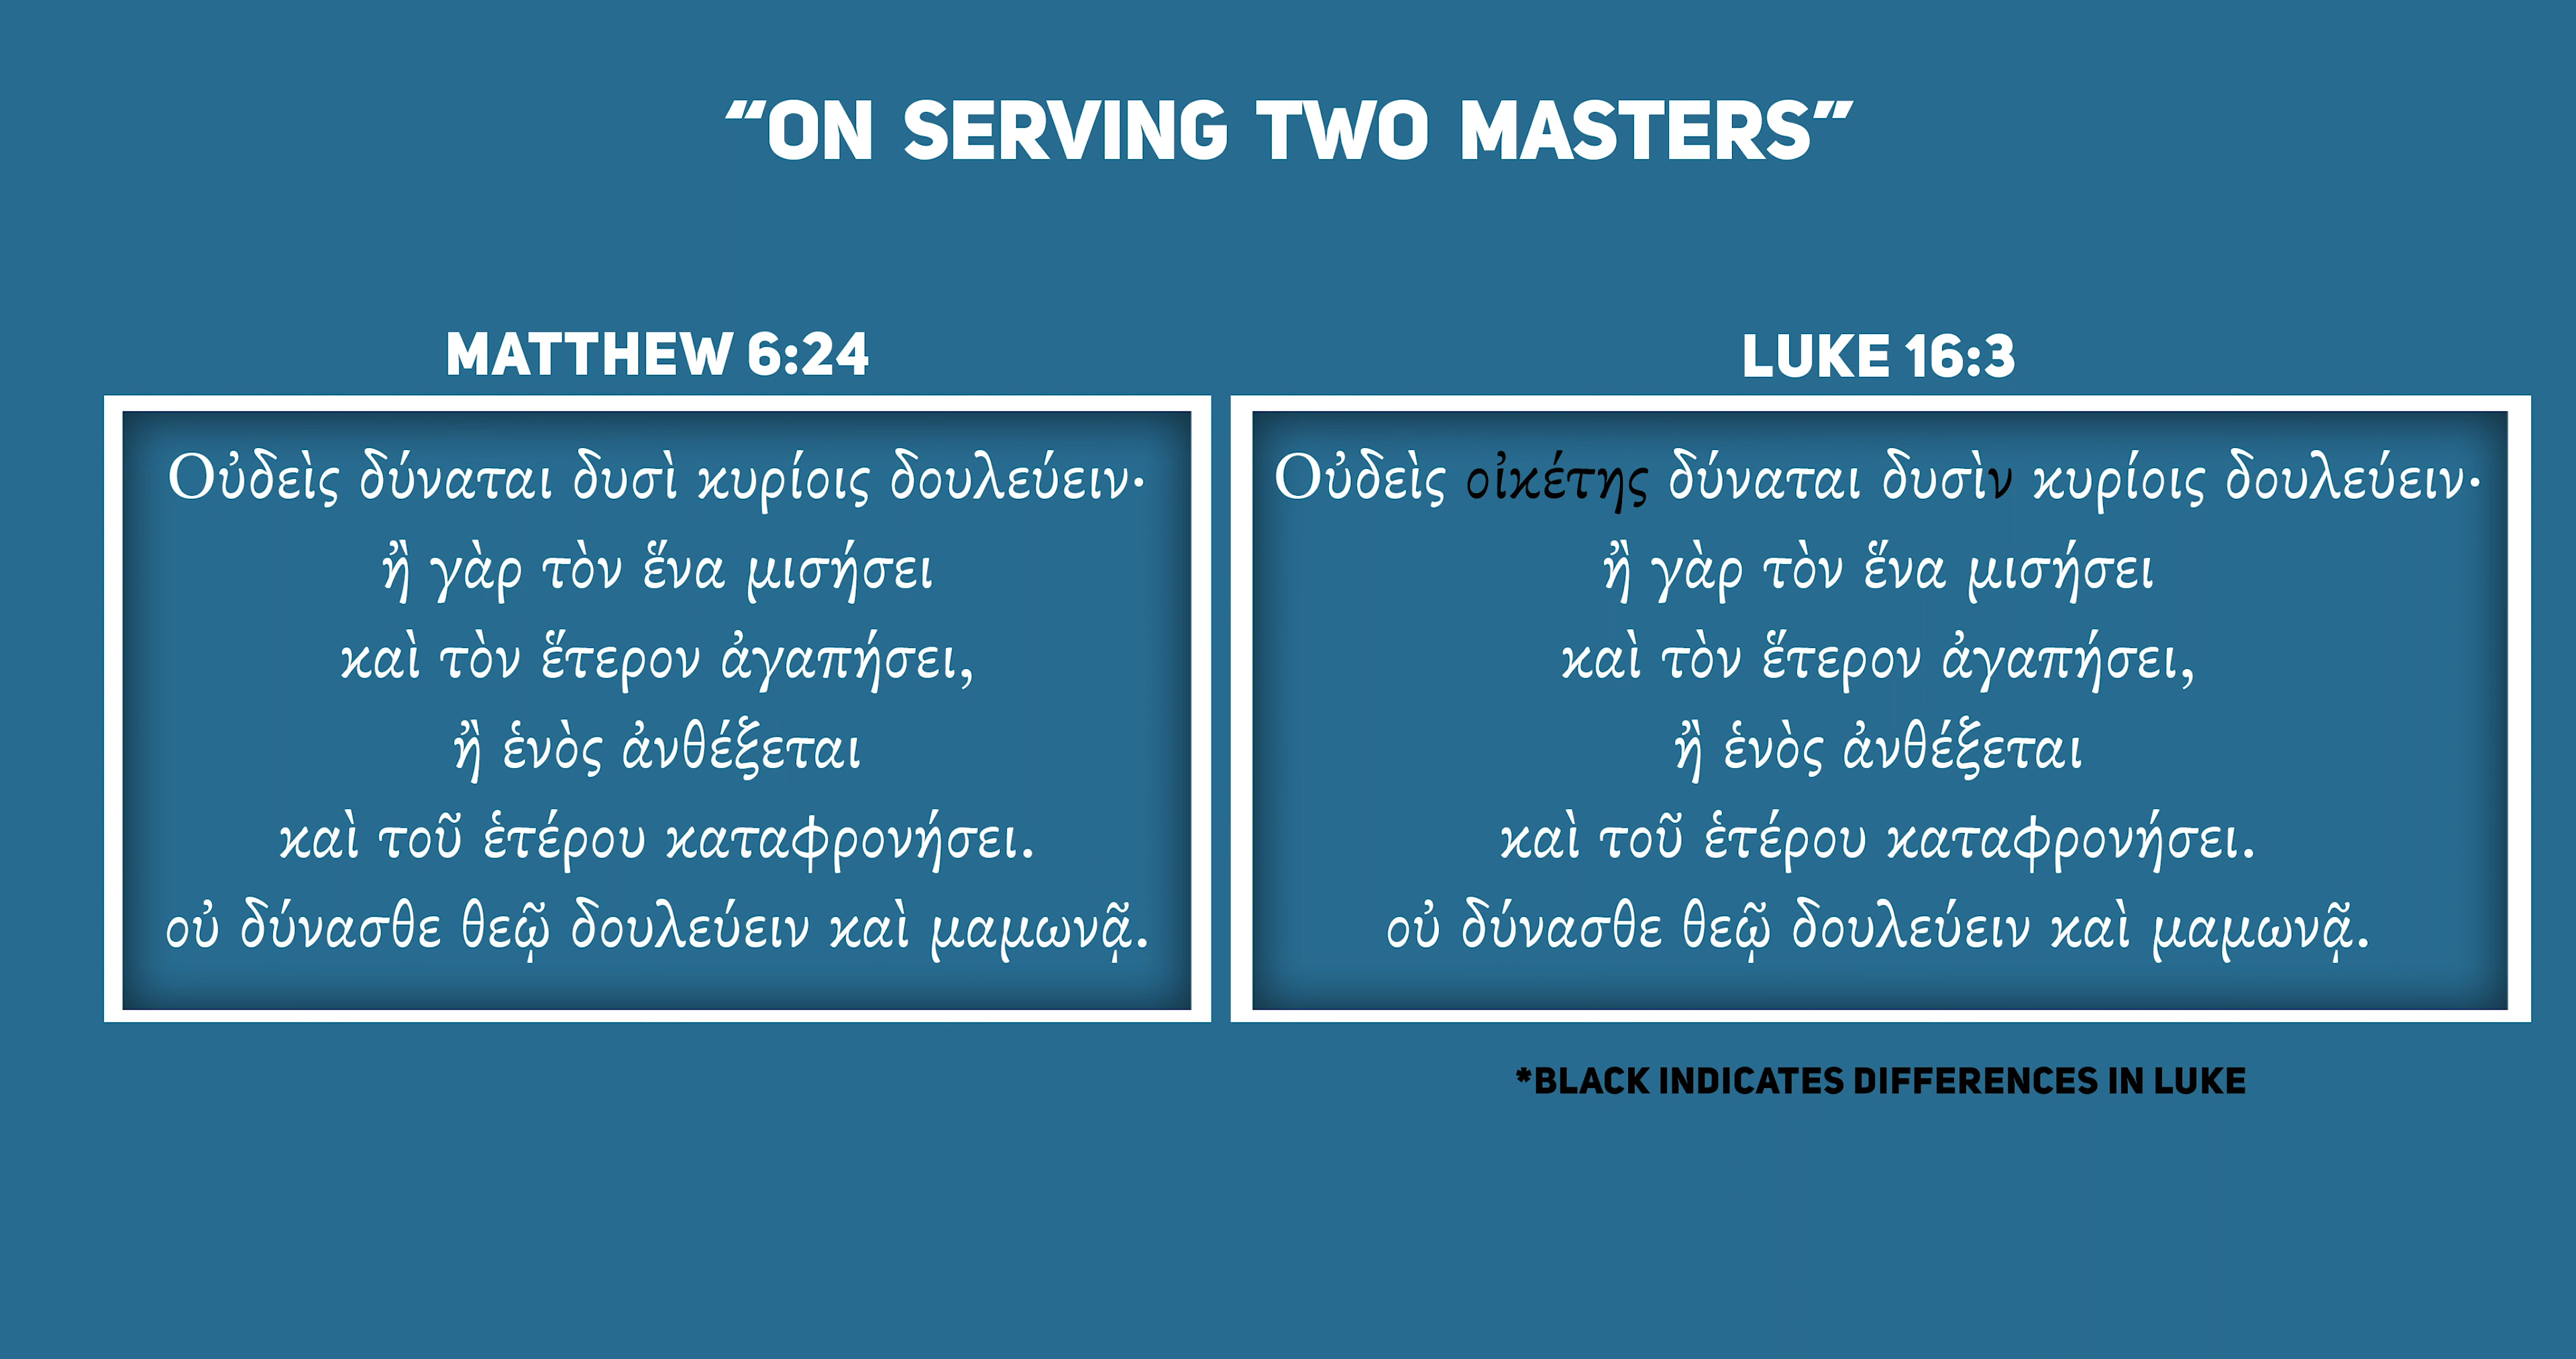 “ON SERVING TWO MASTERS”
MATTHEW 6:24
Οὐδεὶς δύναται δυσὶ κυρίοις δουλεύειν·
ἢ γὰρ τὸν ἕνα μισήσει
καὶ τὸν ἕτερον ἀγαπήσει,
ἢ ἑνὸς ἀνθέξεται
καὶ τοῦ ἑτέρου καταφρονήσει.
οὐ δύνασθε θεῷ δουλεύειν καὶ μαμωνᾷ.
LUKE 16:3
Οὐδεὶς οἰκέτης δύναται δυσὶν κυρίοις δουλεύειν·
ἢ γὰρ τὸν ἕνα μισήσει
καὶ τὸν ἕτερον ἀγαπήσει,
ἢ ἑνὸς ἀνθέξεται
καὶ τοῦ ἑτέρου καταφρονήσει.
οὐ δύνασθε θεῷ δουλεύειν καὶ μαμωνᾷ.
*BLACK INDICATES DIFFERENCES IN LUKE